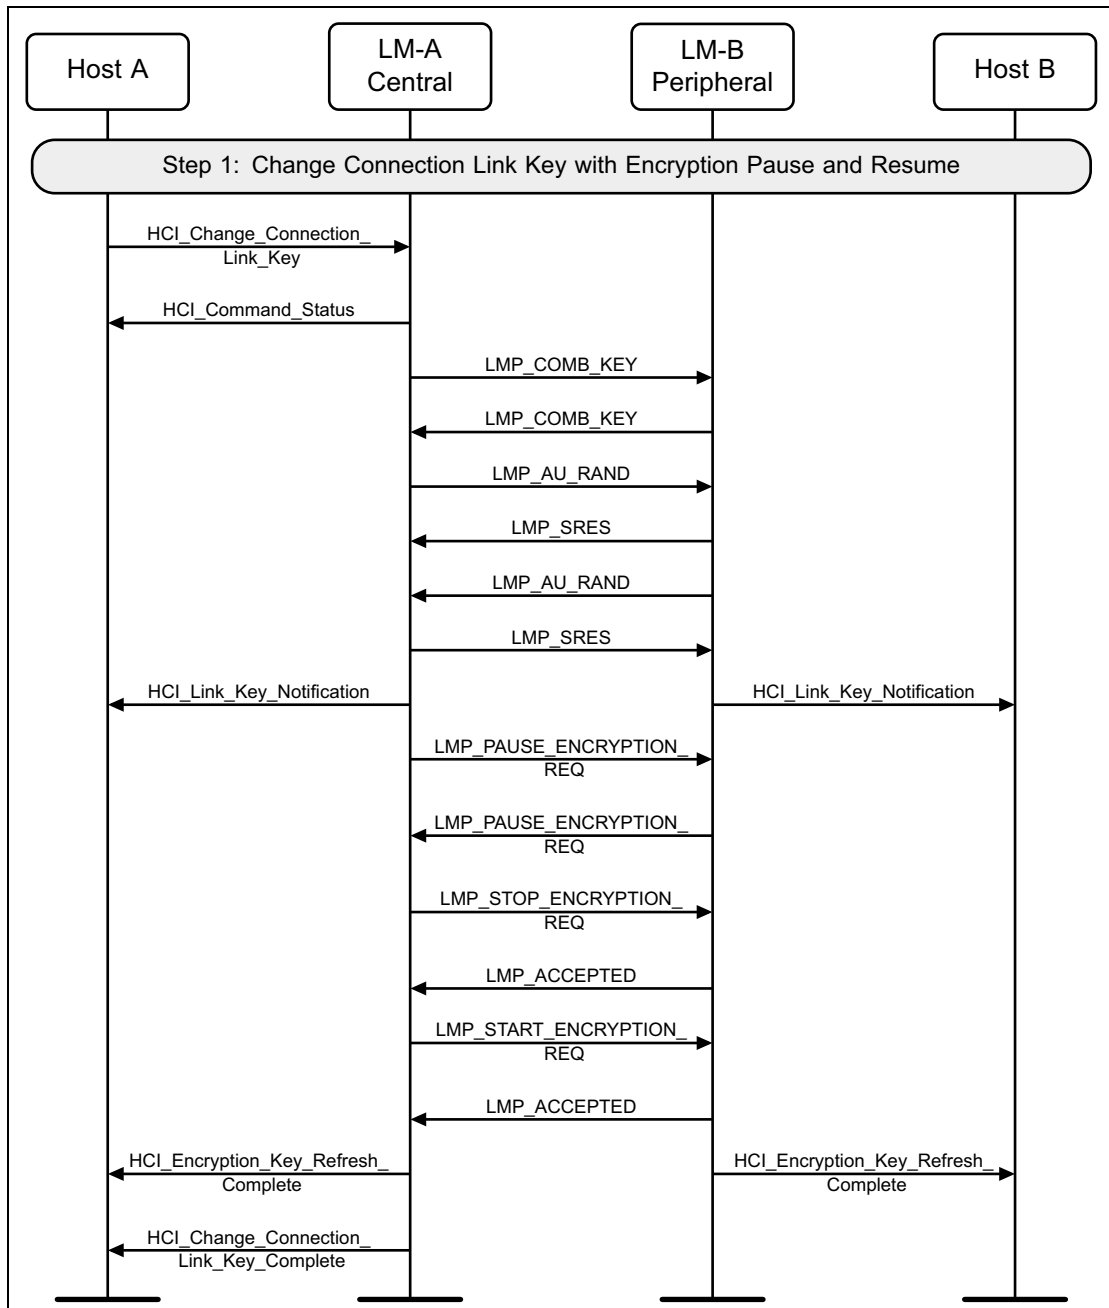 Host A
LM-A
Central
LM-B
Peripheral
Host B
Step 1: Change Connection Link Key with Encryption Pause and Resume
HCI_Change_Connection_
Link_Key
HCI_Command_Status
LMP_COMB_KEY
LMP_COMB_KEY
LMP_AU_RAND
LMP_SRES
LMP_AU_RAND
LMP_SRES
HCI_Link_Key_Notification
HCI_Link_Key_Notification
LMP_PAUSE_ENCRYPTION_
REQ
LMP_PAUSE_ENCRYPTION_
REQ
LMP_STOP_ENCRYPTION_
REQ
LMP_ACCEPTED
LMP_START_ENCRYPTION_
REQ
LMP_ACCEPTED
HCI_Encryption_Key_Refresh_
Complete
HCI_Encryption_Key_Refresh_
Complete
HCI_Change_Connection_
Link_Key_Complete